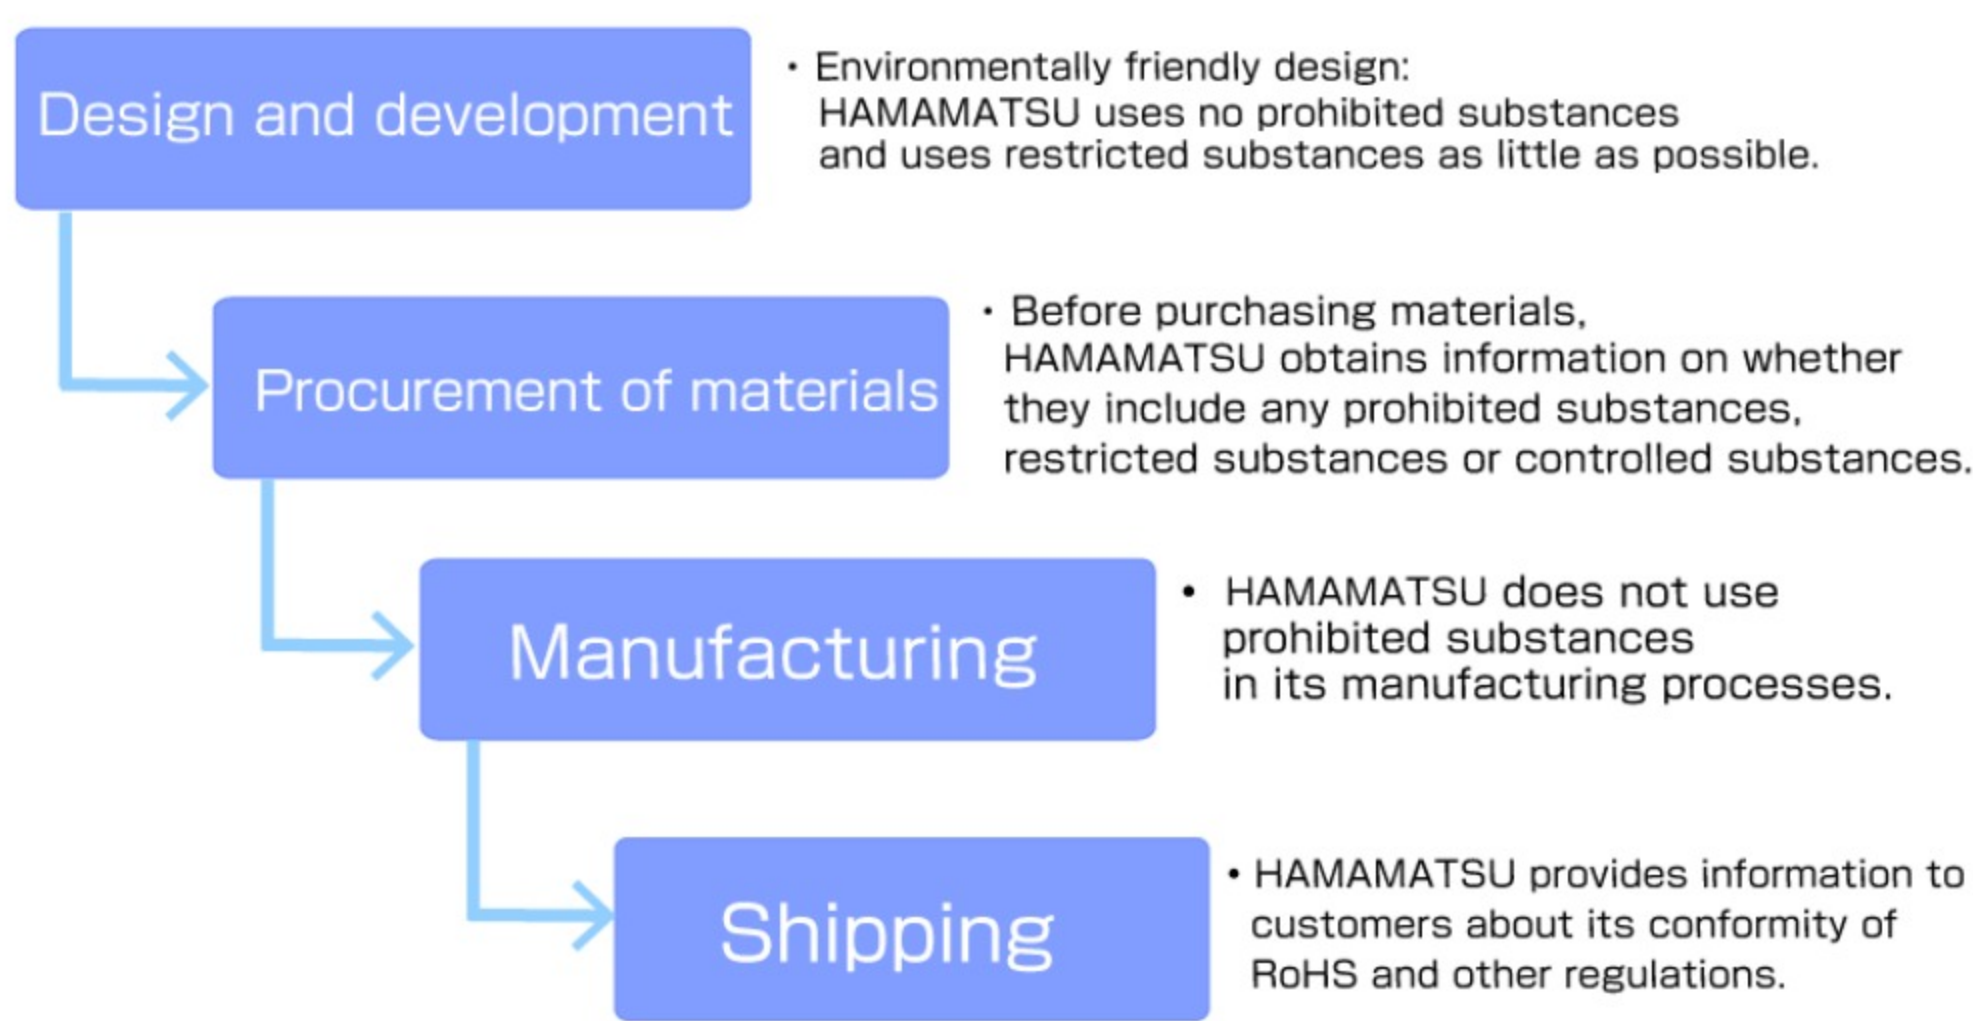 Design and development
・Environmentally friendly design:
HAMAMATSU uses no prohibited substances
and uses restricted substances as little as possible.
Procurement of materials
・Before purchasing materials,
HAMAMATSU obtains information on whether
they include any prohibited substances,
restricted substances or controlled substances.
Manufacturing
• HAMAMATSU does not use
prohibited substances
in its manufacturing processes.
Shipping
• HAMAMATSU provides information to
customers about its conformity of
RoHS and other regulations.